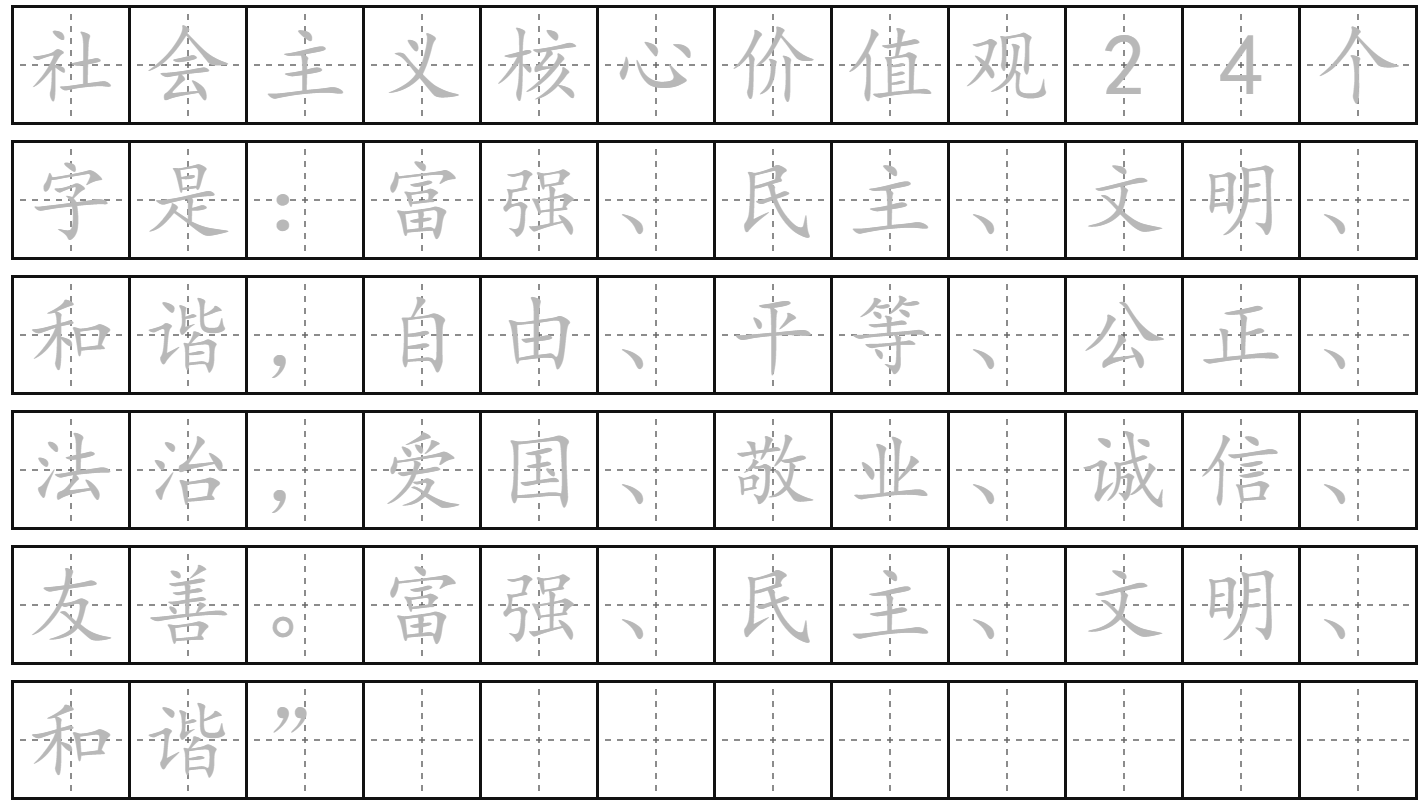 社会主义核心价值观24个
字是：富强、民主、文明、
和谐，自由、平等、公正、
法治，爱国、敬业、诚信、
友善。富强、民主、文明、
和谐”